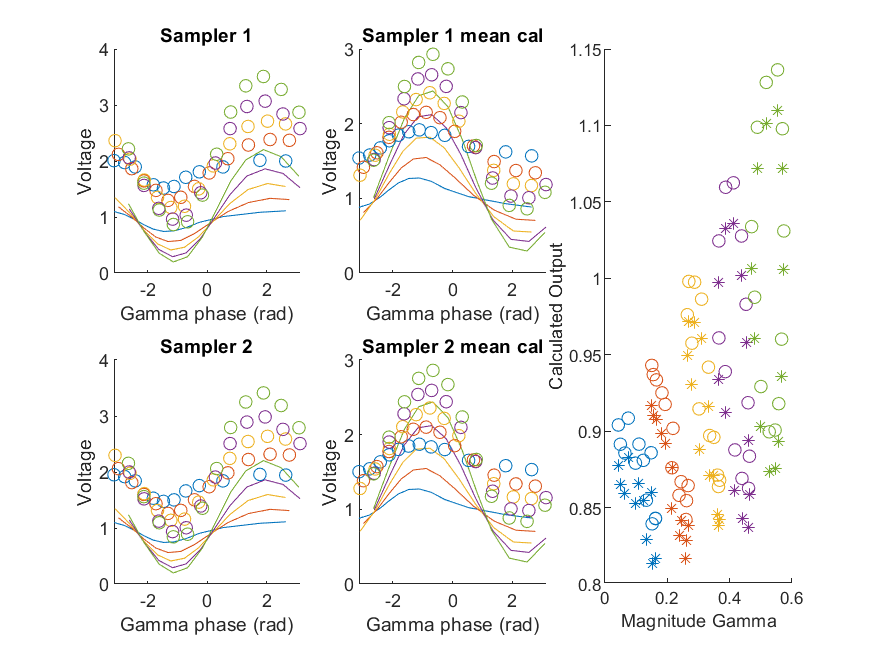 Sampler 1
4
3
2
1
0
Voltage
-2 0 2
Gamma phase (rad)
Sampler 1 mean cal
3
2
1
0
Voltage
-2 0 2
Gamma phase (rad)
Sampler 2
4
3
2
1
0
Voltage
-2 0 2
Gamma phase (rad)
Sampler 2 mean cal
3
2
1
0
Voltage
-2 0 2
Gamma phase (rad)
1.15
1.1
1.05
1
0.95
0.9
0.85
0.8
Calculated Output
0 0.2 0.4 0.6
Magnitude Gamma